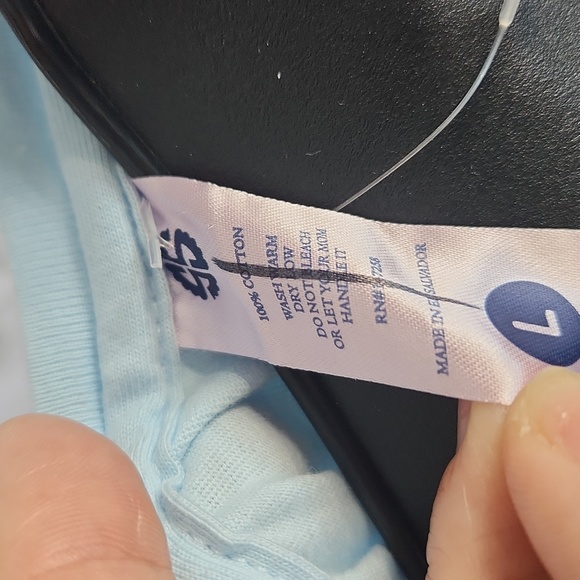 100% COTTON
WASH WARM
DRY LOW
DO NOT BLEACH
OR LET YOUR MOM
OR HANDLE IT
MADE IN EL SALVADOR
L